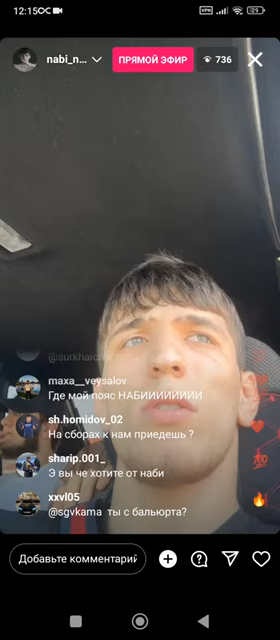 12:15
VPN
29
nabi_n...
ПРЯМОЙ ЭФИР
736
maxa__veysalov
Где мой пояс НАБИИИИИИИИ
sh.homidov_02
На сборах к нам приедешь ?
sharip.001_
Э вы че хотите от наби
xxvl05
@sgvkama ты с бальюрта?
Добавьте комментарий